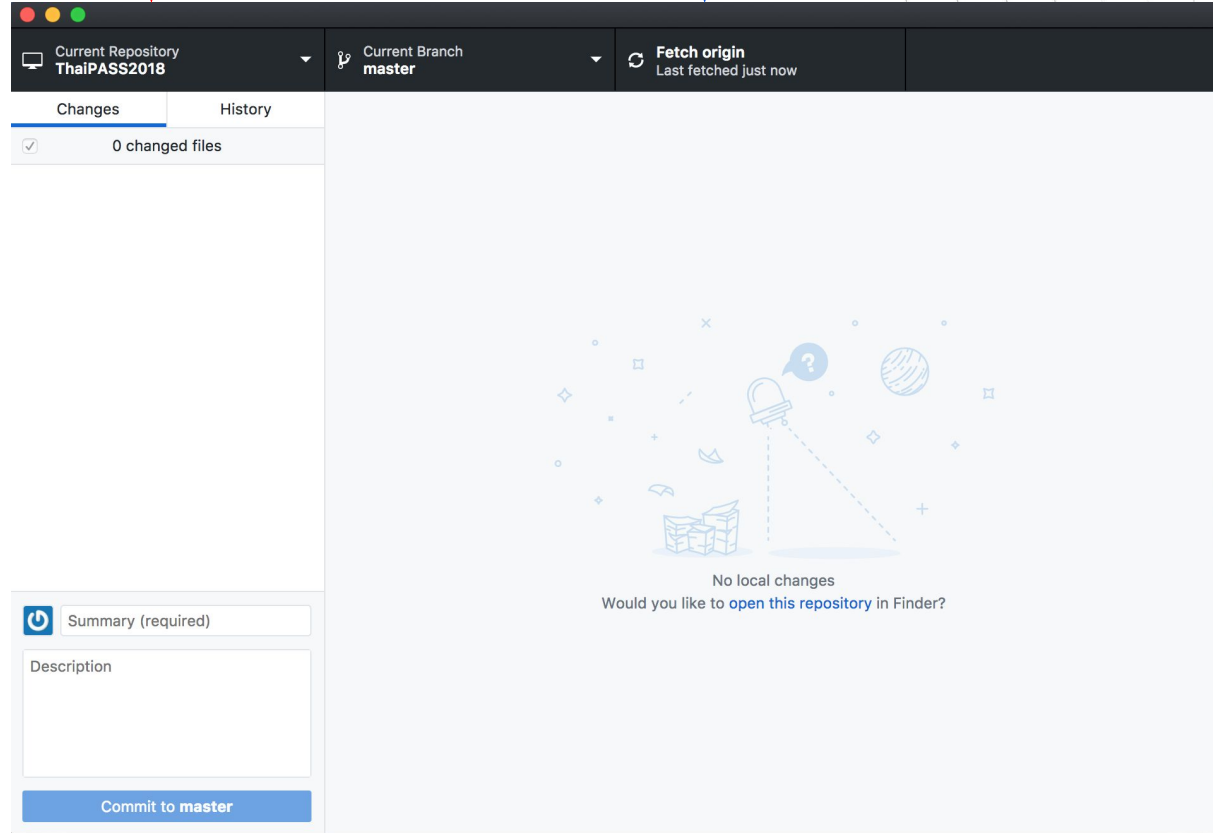 Current Repository
ThaiPASS2018
Current Branch
master
Fetch origin
Last fetched just now
Changes
History
0 changed files
?
No local changes
Would you like to open this repository in Finder?
Summary (required)
Description
Commit to master